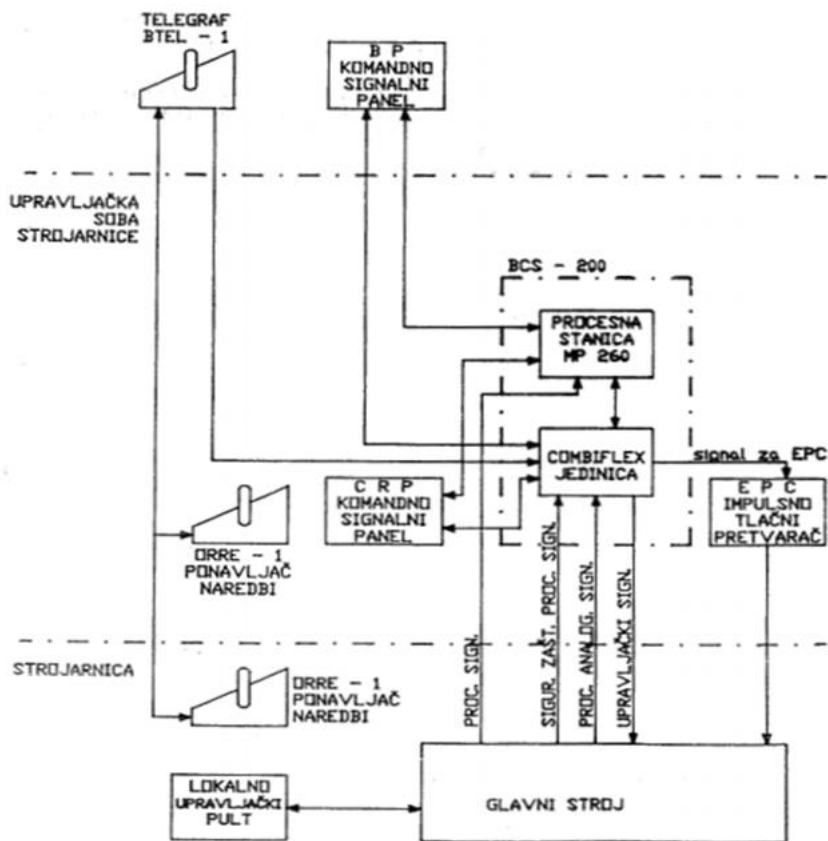 TELEGRAF
BTEL - 1
B P
KOMANDNO
SIGNALNI
PANEL
UPRAVLJAČKA
SOBA
STROJARNICE
BCS - 200
PROCESNA
STANICA
MP 260
COMBIFLEX
JEDINICA
signal za EPC
C R P
KOMANDNO
SIGNALNI
PANEL
E P C
IMPULSNO
TLAČNI
PRETVARAČ
ORRE - 1
PONAVLJAČ
NAREDBI
PROC. SIGN.
SIGUR. ZAŠT. PROC. SIGN.
PROC. ANALOG. SIGN.
UPRAVLJAČKI SIGN.
STROJARNICA
ORRE - 1
PONAVLJAČ
NAREDBI
LOKALNO
UPRAVLJAČKI
PULT
GLAVNI STROJ